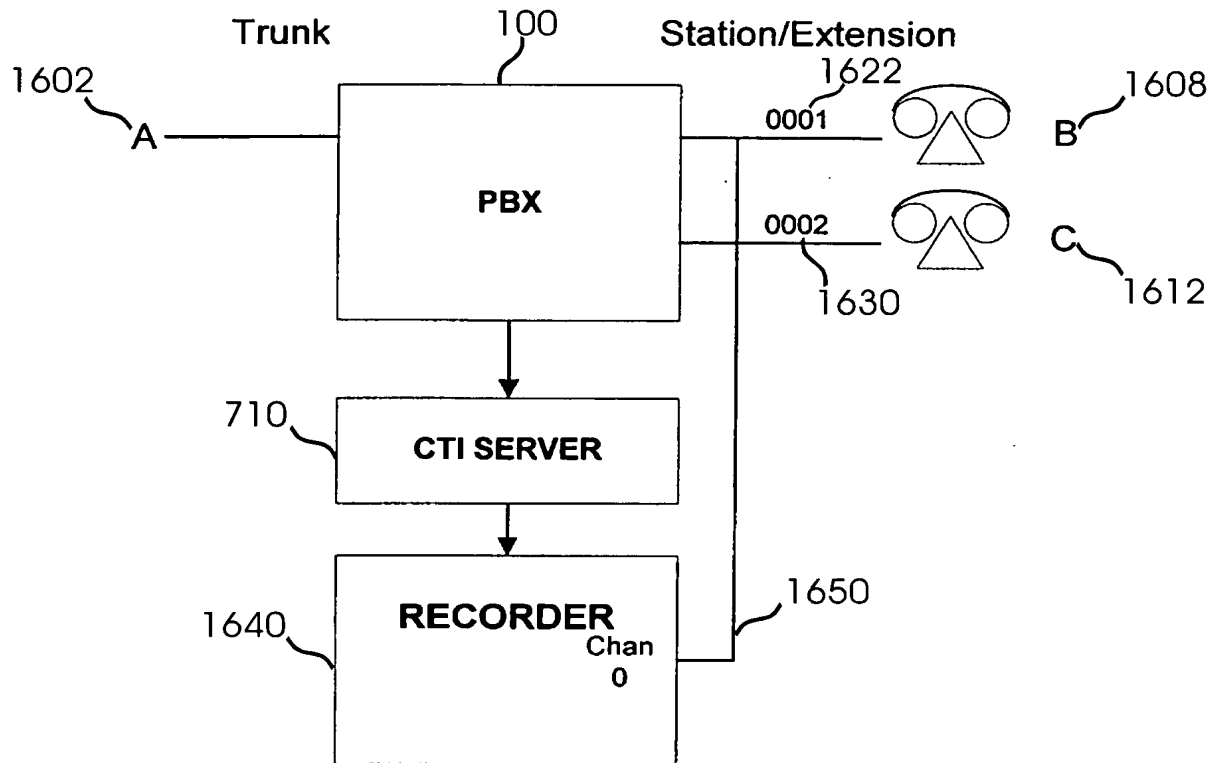 Trunk
100
Station/Extension
1602
1622
1608
A
0001
B
PBX
0002
C
1630
1612
710
CTI SERVER
1640
RECORDER
1650
Chan
0